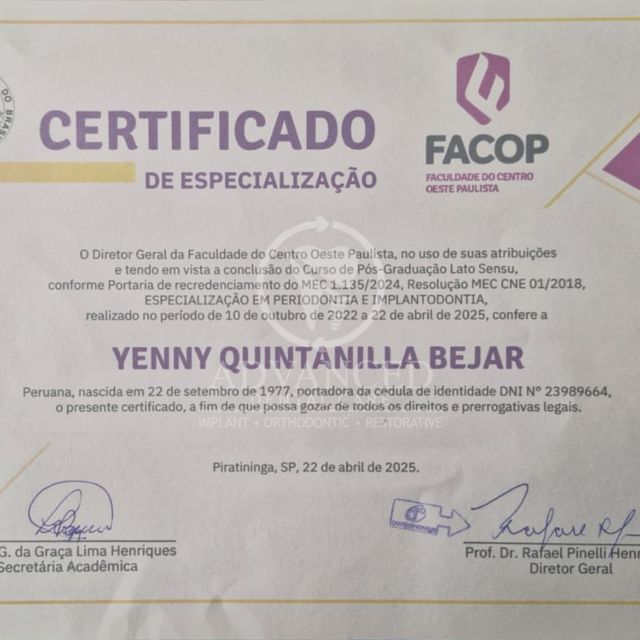 DO BRAS
CERTIFICADO
DE ESPECIALIZAÇÃO
FACOP
FACULDADE DO CENTRO
OESTE PAULISTA
O Diretor Geral da Faculdade do Centro Oeste Paulista, no uso de suas atribuições
e tendo em vista a conclusão do Curso de Pós-Graduação Lato Sensu,
conforme Portaria de recredenciamento do MEC 1.135/2024, Resolução MEC CNE 01/2018,
ESPECIALIZAÇÃO EM PERIODONTIA E IMPLANTODONTIA,
realizado no período de 10 de outubro de 2022 a 22 de abril de 2025, confere a
YENNY QUINTANILLA BEJAR
ADVANCED
Peruana, nascida em 22 de setembro de 1977, portadora da cédula de identidade DNI Nº 23989664,
o presente certificado, a fim de que possa gozar de todos os direitos e prerrogativas legais.
IMPLANT • ORTHODONTIC • RESTORATIVE
Piratininga, SP, 22 de abril de 2025.
G. da Graça Lima Henriques
Secretária Acadêmica
Prof. Dr. Rafael Pinelli Henr
Diretor Geral